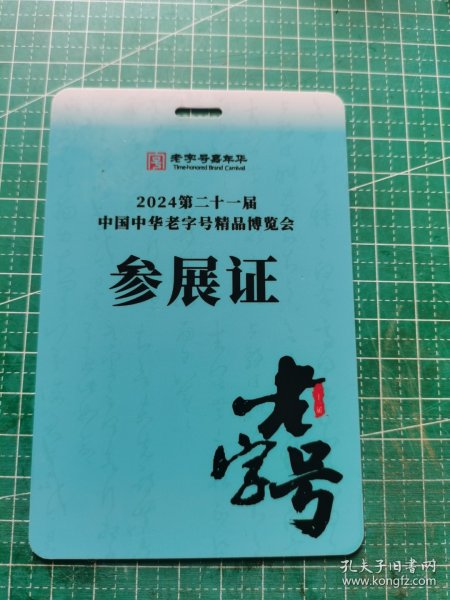 老字号嘉年华
Time-honored Brand Carnival
2024第二十一届
中国中华老字号精品博览会
参展证
老字号
孔夫子旧书网
www.kongfz.com